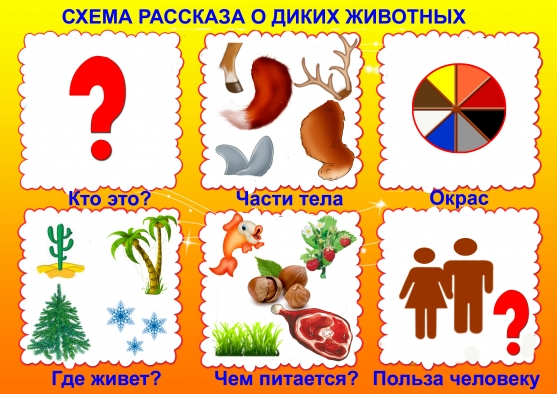 СХЕМА РАССКАЗА О ДИКИХ ЖИВОТНЫХ
?
Кто это?
Части тела
Окрас
?
Где живет?
Чем питается?
Польза человеку